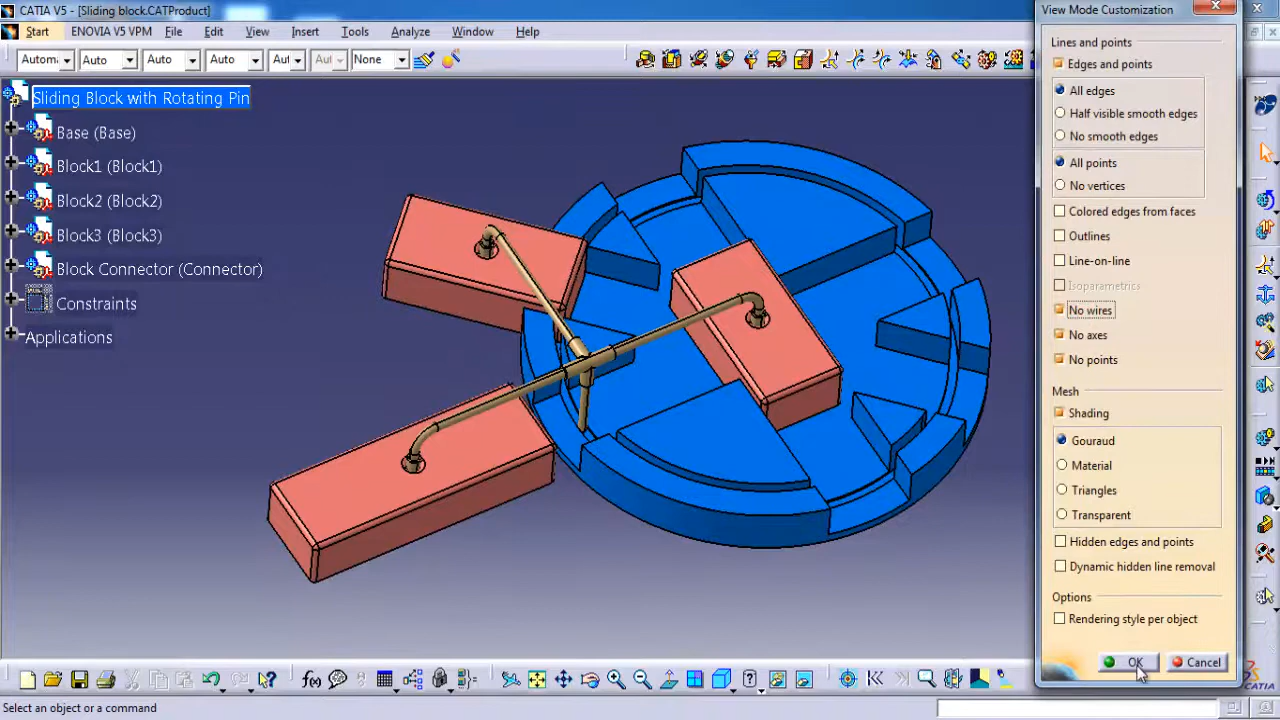 CATIA V5 - [Sliding block.CATProduct]
View Mode Customization
Start ENOVIA V5 VPM File Edit View Insert Tools Analyze Window Help
Autom Auto Auto Auto Aut Aut None
Sliding Block with Rotating Pin
Base (Base)
Block1 (Block1)
Block2 (Block2)
Block3 (Block3)
Block Connector (Connector)
Constraints
Applications
Lines and points
Edges and points
All edges
Half visible smooth edges
No smooth edges
All points
No vertices
Colored edges from faces
Outlines
Line-on-line
Isoparametrics
No wires
No axes
No points
Mesh
Shading
Gouraud
Material
Triangles
Transparent
Hidden edges and points
Dynamic hidden line removal
Options
Rendering style per object
OK Cancel
f(x)
CATIA
Select an object or a command